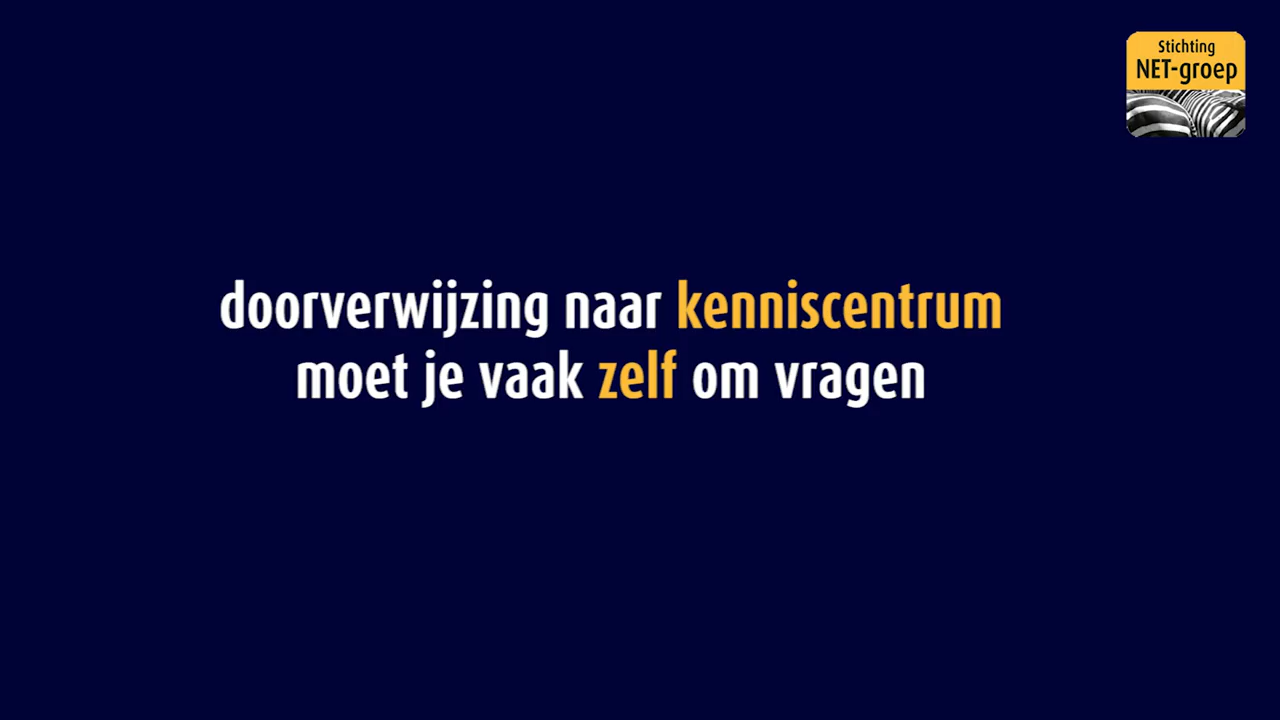 Stichting
NET-groep
doorverwijzing naar kenniscentrum
moet je vaak zelf om vragen